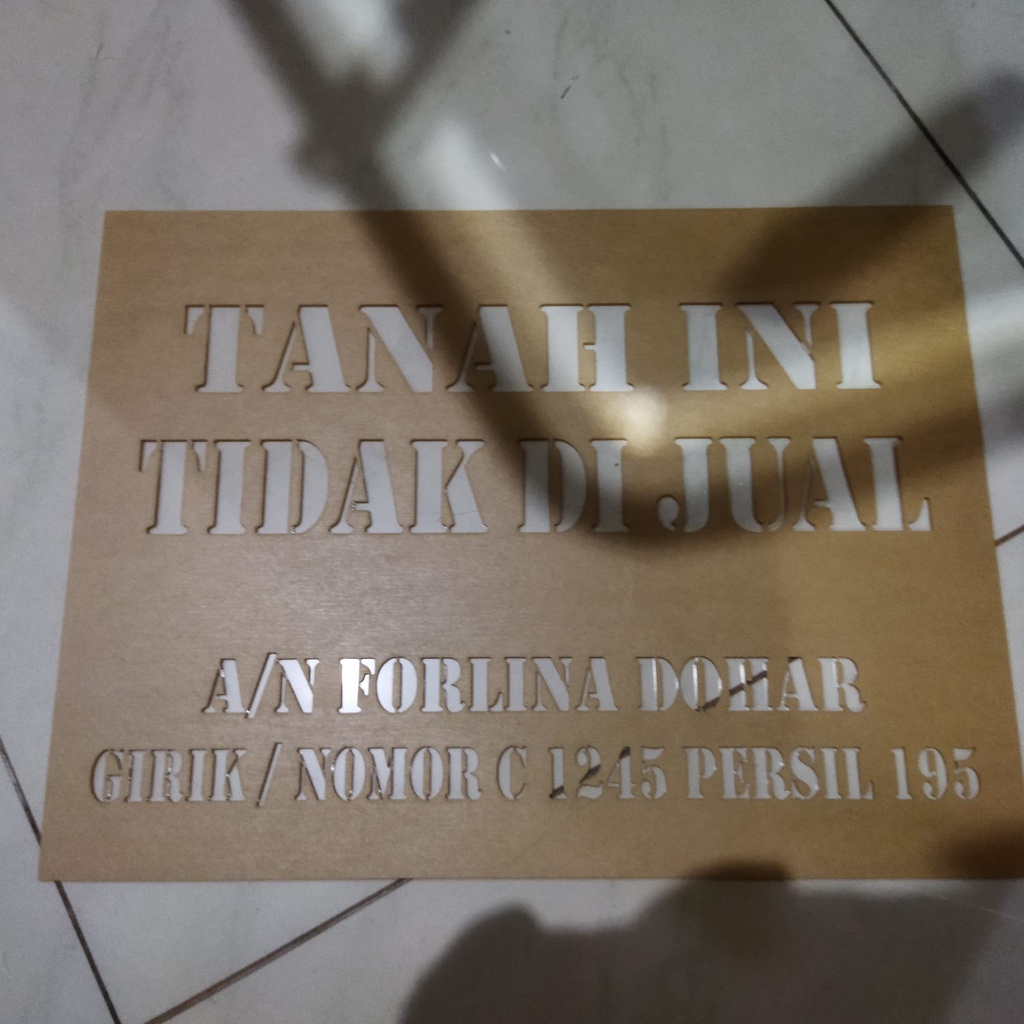 TANAH INI
TIDAK DI JUAL
A/N FORLINA DOHAR
GIRIK / NOMOR C 1245 PERSIL 195